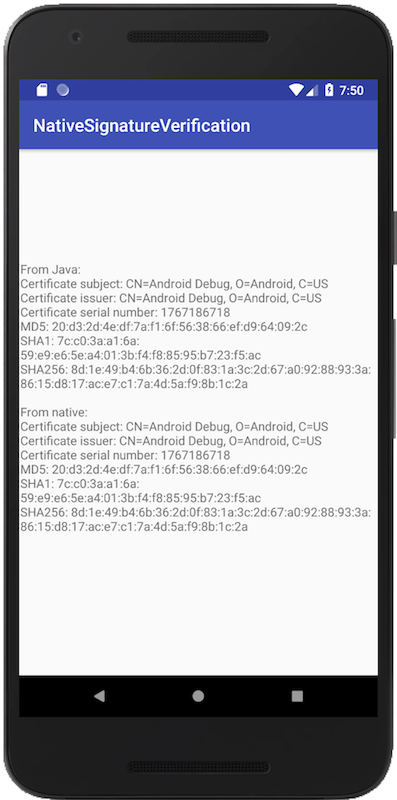 7:50
NativeSignatureVerification
From Java:
Certificate subject: CN=Android Debug, O=Android, C=US
Certificate issuer: CN=Android Debug, O=Android, C=US
Certificate serial number: 1767186718
MD5: 20:d3:2d:4e:df:7a:f1:6f:56:38:66:ef:d9:64:09:2c
SHA1: 7c:c0:3a:a1:6a:
59:e9:e6:5e:a4:01:3b:f4:f8:85:95:b7:23:f5:ac
SHA256: 8d:1e:49:b4:6b:36:2d:0f:83:1a:3c:2d:67:a0:92:88:93:3a:
86:15:d8:17:ac:e7:c1:7a:4d:5a:f9:8b:1c:2a
From native:
Certificate subject: CN=Android Debug, O=Android, C=US
Certificate issuer: CN=Android Debug, O=Android, C=US
Certificate serial number: 1767186718
MD5: 20:d3:2d:4e:df:7a:f1:6f:56:38:66:ef:d9:64:09:2c
SHA1: 7c:c0:3a:a1:6a:
59:e9:e6:5e:a4:01:3b:f4:f8:85:95:b7:23:f5:ac
SHA256: 8d:1e:49:b4:6b:36:2d:0f:83:1a:3c:2d:67:a0:92:88:93:3a:
86:15:d8:17:ac:e7:c1:7a:4d:5a:f9:8b:1c:2a